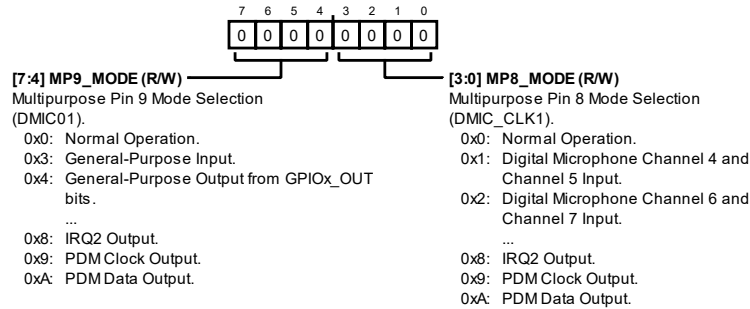 7 6 5 4 3 2 1 0
0 0 0 0 0 0 0 0
[7:4] MP9_MODE (R/W)
Multipurpose Pin 9 Mode Selection
(DMIC01).
0x0: Normal Operation.
0x3: General-Purpose Input.
0x4: General-Purpose Output from GPIOx_OUT
bits.
...
0x8: IRQ2 Output.
0x9: PDM Clock Output.
0xA: PDM Data Output.
[3:0] MP8_MODE (R/W)
Multipurpose Pin 8 Mode Selection
(DMIC_CLK1).
0x0: Normal Operation.
0x1: Digital Microphone Channel 4 and
Channel 5 Input.
0x2: Digital Microphone Channel 6 and
Channel 7 Input.
...
0x8: IRQ2 Output.
0x9: PDM Clock Output.
0xA: PDM Data Output.